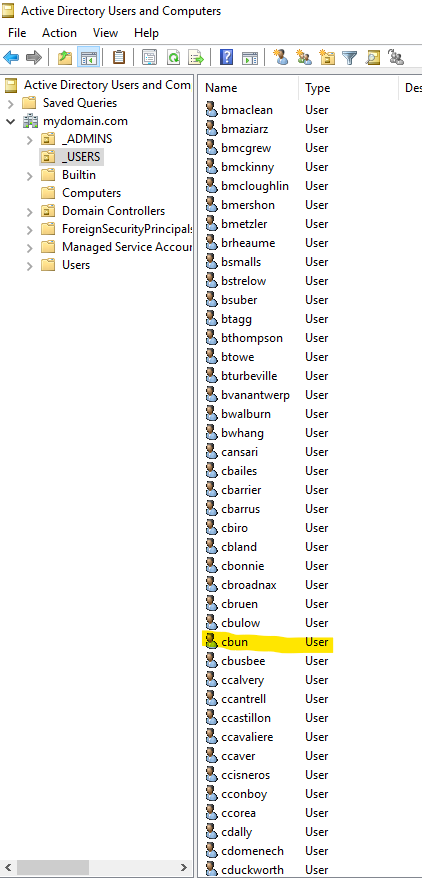 Active Directory Users and Computers
File Action View Help
Active Directory Users and Com
Saved Queries
mydomain.com
_ADMINS
_USERS
Builtin
Computers
Domain Controllers
ForeignSecurityPrincipals
Managed Service Accour
Users
Name Type Des
bmaclean User
bmaziarz User
bmcgrew User
bmckinny User
bmcloughlin User
bmershon User
bmetzler User
brheaume User
bsmalls User
bstrelow User
bsuber User
btagg User
bthompson User
btowe User
bturbeville User
bvanantwerp User
bwalburn User
bwhang User
cansari User
cbailes User
cbarrier User
cbarrus User
cbiro User
cbland User
cbonnie User
cbroadnax User
cbruen User
cbulow User
cbun User
cbusbee User
ccalvery User
ccantrell User
ccastillon User
ccavaliere User
ccaver User
ccisneros User
cconboy User
ccorea User
cdally User
cdomenech User
cduckworth User